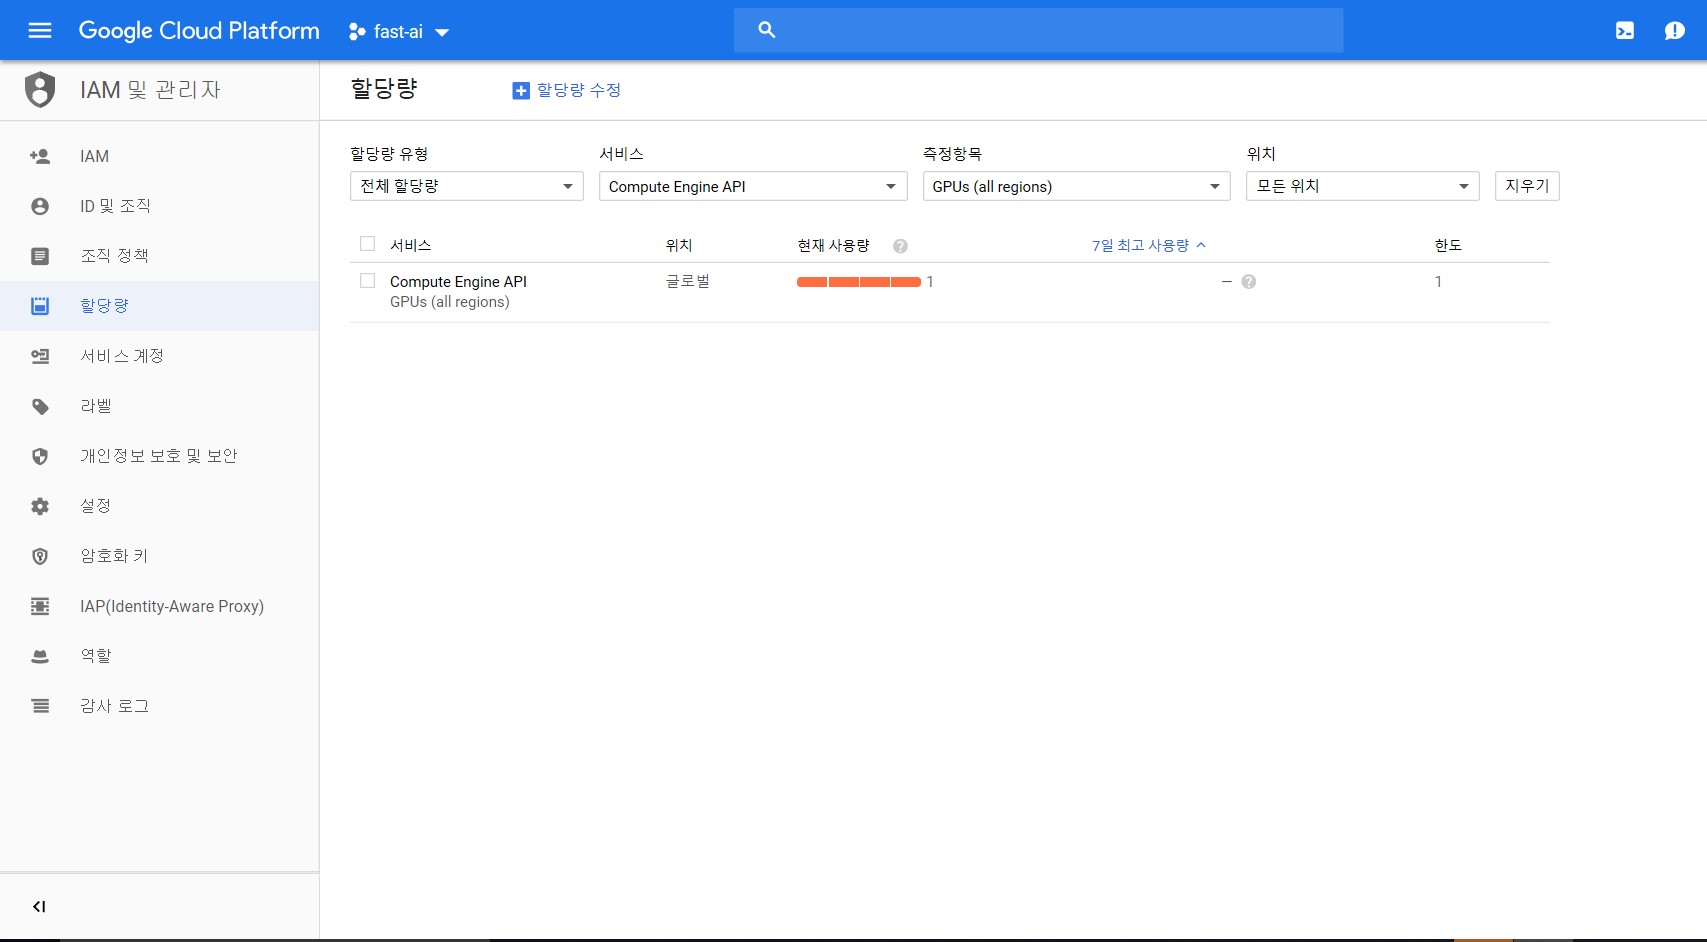 Google Cloud Platform fast-ai
IAM 및 관리자
할당량 할당량 수정
IAM
ID 및 조직
조직 정책
할당량
서비스 계정
라벨
개인정보 보호 및 보안
설정
암호화 키
IAP(Identity-Aware Proxy)
역할
감사 로그
할당량 유형 서비스 측정항목 위치
전체 할당량 Compute Engine API GPUs (all regions) 모든 위치 지우기
서비스 위치 현재 사용량 7일 최고 사용량 한도
Compute Engine API 글로벌 1 – 1
GPUs (all regions)